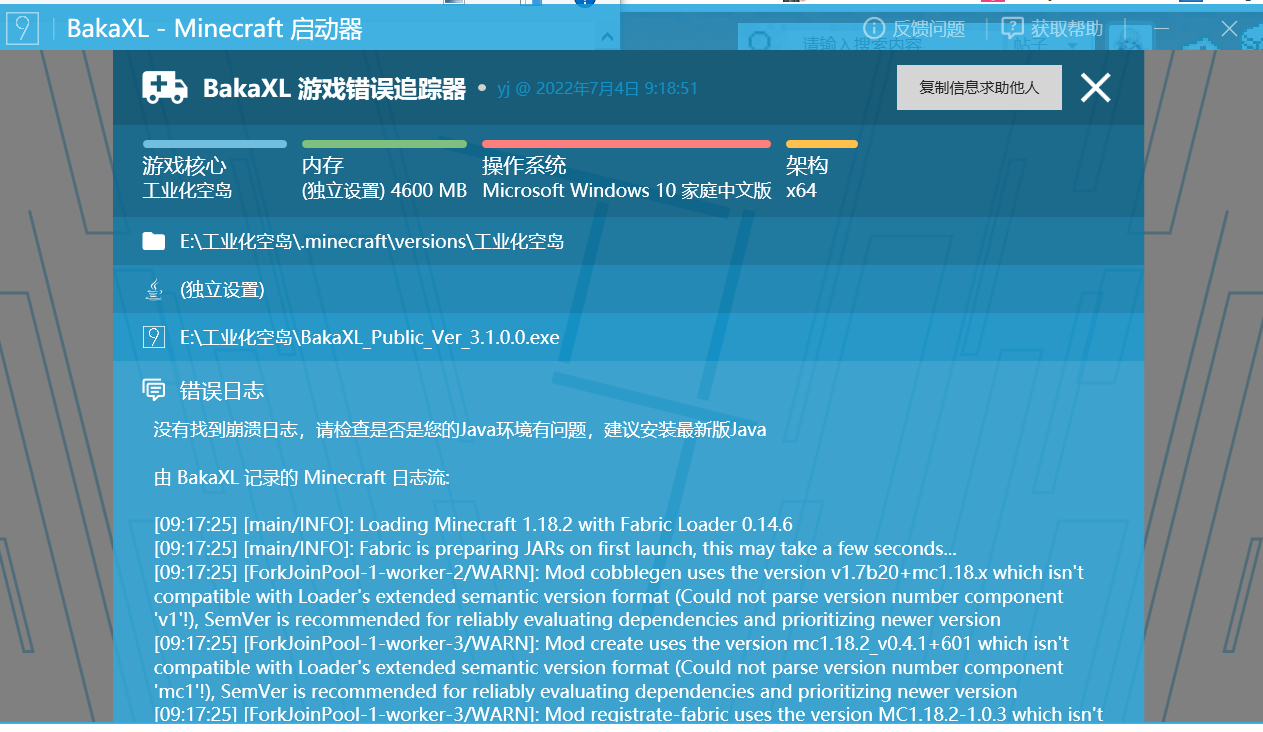 BakaXL - Minecraft 启动器
反馈问题
获取帮助
请输入搜索内容
帖子
BakaXL 游戏错误追踪器 • yj @ 2022年7月4日 9:18:51
复制信息求助他人
游戏核心
工业化空岛
内存
(独立设置) 4600 MB
操作系统
Microsoft Windows 10 家庭中文版
架构
x64
E:\工业化空岛\.minecraft\versions\工业化空岛
(独立设置)
E:\工业化空岛\BakaXL_Public_Ver_3.1.0.0.exe
错误日志
没有找到崩溃日志，请检查是否是您的Java环境有问题，建议安装最新版Java
由 BakaXL 记录的 Minecraft 日志流:
[09:17:25] [main/INFO]: Loading Minecraft 1.18.2 with Fabric Loader 0.14.6
[09:17:25] [main/INFO]: Fabric is preparing JARs on first launch, this may take a few seconds...
[09:17:25] [ForkJoinPool-1-worker-2/WARN]: Mod cobblegen uses the version v1.7b20+mc1.18.x which isn't
compatible with Loader's extended semantic version format (Could not parse version number component
'v1'!), SemVer is recommended for reliably evaluating dependencies and prioritizing newer version
[09:17:25] [ForkJoinPool-1-worker-3/WARN]: Mod create uses the version mc1.18.2_v0.4.1+601 which isn't
compatible with Loader's extended semantic version format (Could not parse version number component
'mc1'!), SemVer is recommended for reliably evaluating dependencies and prioritizing newer version
[09:17:25] [ForkJoinPool-1-worker-3/WARN]: Mod registrate-fabric uses the version MC1.18.2-1.0.3 which isn't